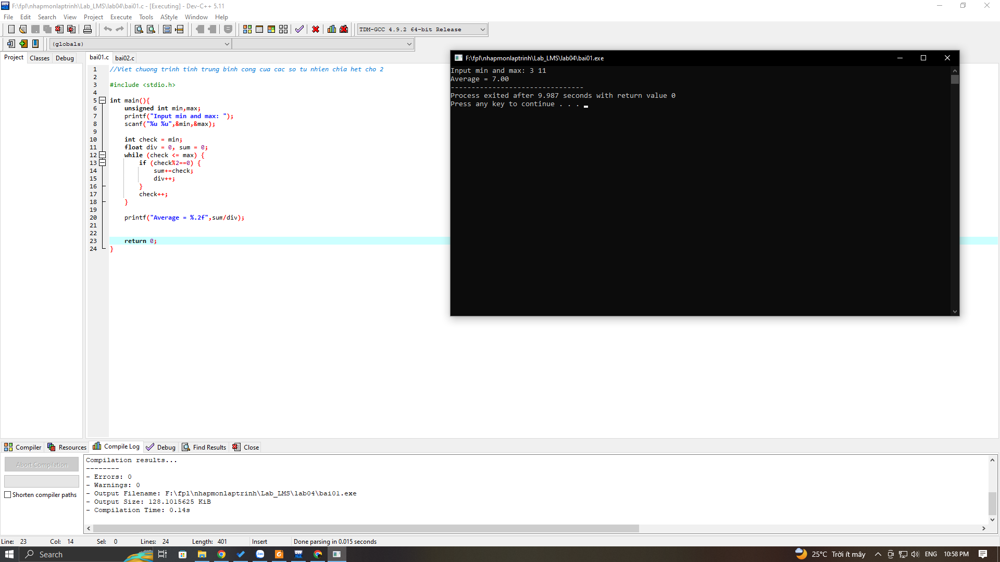 F:\fpl\nhapmonlaptrinh\Lab_LMS\lab04\bai01.c - [Executing] - Dev-C++ 5.11
File Edit Search View Project Execute Tools AStyle Window Help
TDM-GCC 4.9.2 64-bit Release
(globals)
Project Classes Debug
bai01.c bai02.c
1 //Viet chuong trinh tinh trung binh cong cua cac so tu nhien chia het cho 2
2
3 #include <stdio.h>
4
5 int main(){
6 unsigned int min,max;
7 printf("Input min and max: ");
8 scanf("%u %u",&min,&max);
9
10 int check = min;
11 float div = 0, sum = 0;
12 while (check <= max) {
13 if (check%2==0) {
14 sum+=check;
15 div++;
16 }
17 check++;
18 }
19
20 printf("Average = %.2f",sum/div);
21
22
23 return 0;
24 }
F:\fpl\nhapmonlaptrinh\Lab_LMS\lab04\bai01.exe
Input min and max: 3 11
Average = 7.00
--------------------------------
Process exited after 9.987 seconds with return value 0
Press any key to continue . . .
Compiler Resources Compile Log Debug Find Results Close
Abort Compilation
Shorten compiler paths
Compilation results...
--------
- Errors: 0
- Warnings: 0
- Output Filename: F:\fpl\nhapmonlaptrinh\Lab_LMS\lab04\bai01.exe
- Output Size: 128.1015625 KiB
- Compilation Time: 0.14s
Line: 23 Col: 14 Sel: 0 Lines: 24 Length: 401 Insert Done parsing in 0.015 seconds
Search
Zalo
DEV
25°C Trời ít mây ENG 10:58 PM